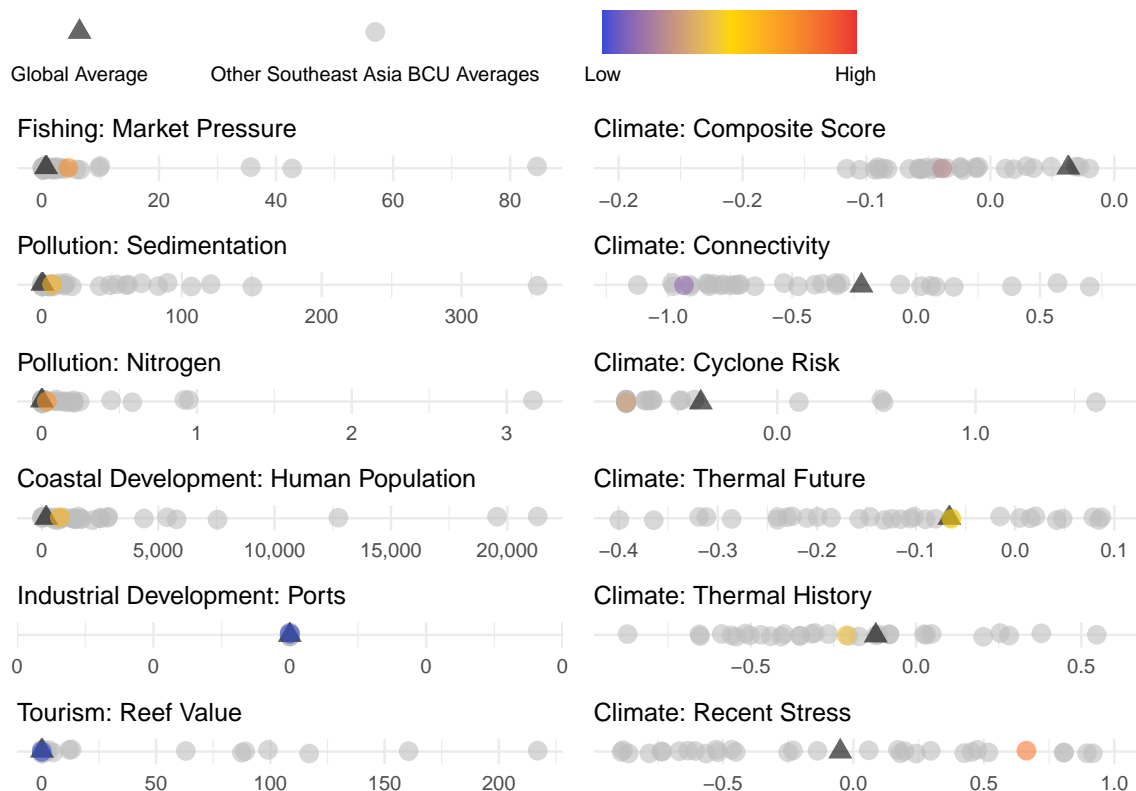 Global Average
Other Southeast Asia BCU Averages
Low
High
Fishing: Market Pressure
0 20 40 60 80
Pollution: Sedimentation
0 100 200 300
Pollution: Nitrogen
0 1 2 3
Coastal Development: Human Population
0 5,000 10,000 15,000 20,000
Industrial Development: Ports
0 0 0 0 0
Tourism: Reef Value
0 50 100 150 200
Climate: Composite Score
−0.2 −0.2 −0.1 0.0 0.0
Climate: Connectivity
−1.0 −0.5 0.0 0.5
Climate: Cyclone Risk
0.0 1.0
Climate: Thermal Future
−0.4 −0.3 −0.2 −0.1 0.0 0.1
Climate: Thermal History
−0.5 0.0 0.5
Climate: Recent Stress
−0.5 0.0 0.5 1.0